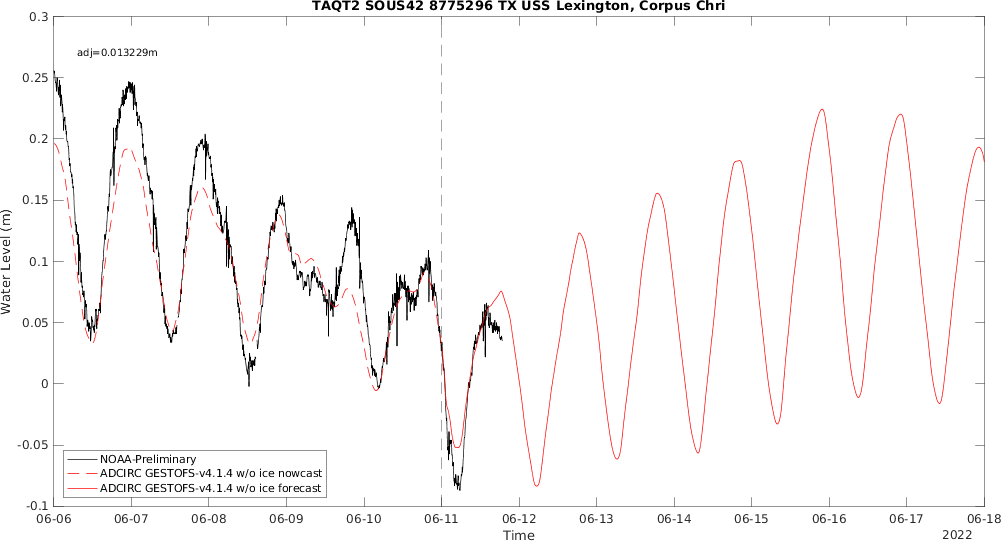 TAQT2 SOUS42 8775296 TX USS Lexington, Corpus Chri
adj=0.013229m
0.3
0.25
0.2
0.15
0.1
0.05
0
-0.05
-0.1
Water Level (m)
NOAA-Preliminary
ADCIRC GESTOFS-v4.1.4 w/o ice nowcast
ADCIRC GESTOFS-v4.1.4 w/o ice forecast
06-06 06-07 06-08 06-09 06-10 06-11 06-12 06-13 06-14 06-15 06-16 06-17 06-18
Time
2022